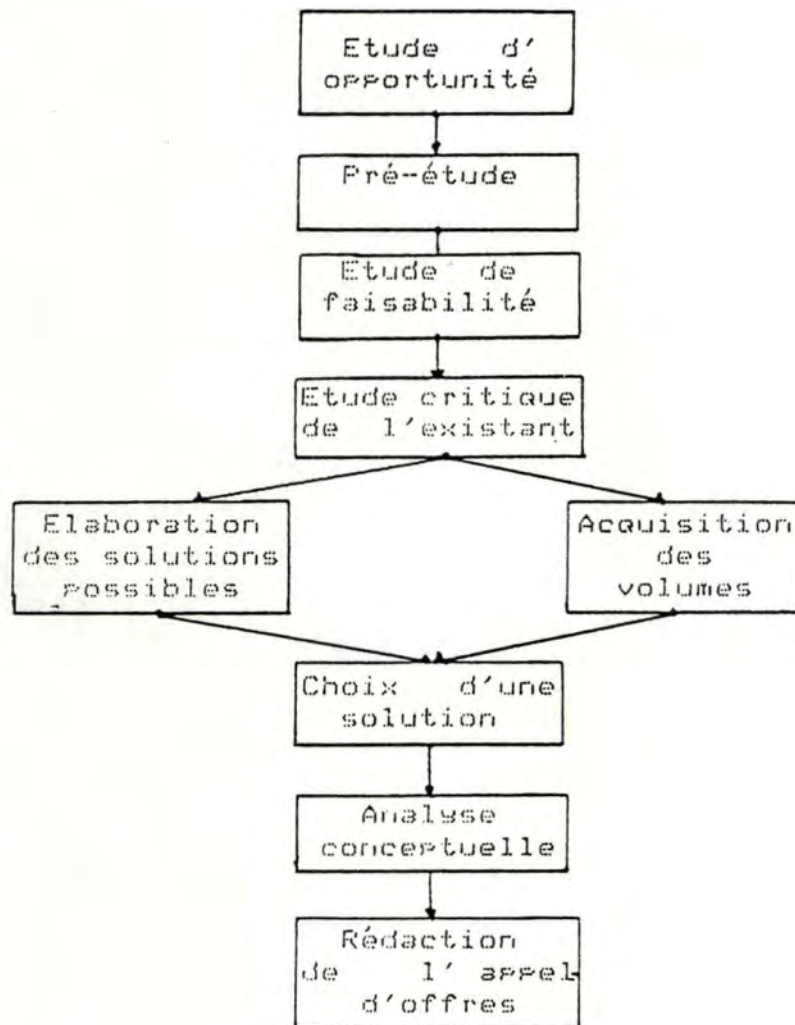 Etude d'
opportunité
Pré-étude
Etude de
faisabilité
Etude critique
de l'existant
Elaboration
des solutions
possibles
Acquisition
des
volumes
Choix d'une
solution
Analyse
conceptuelle
Rédaction
de l' appel
d'offres